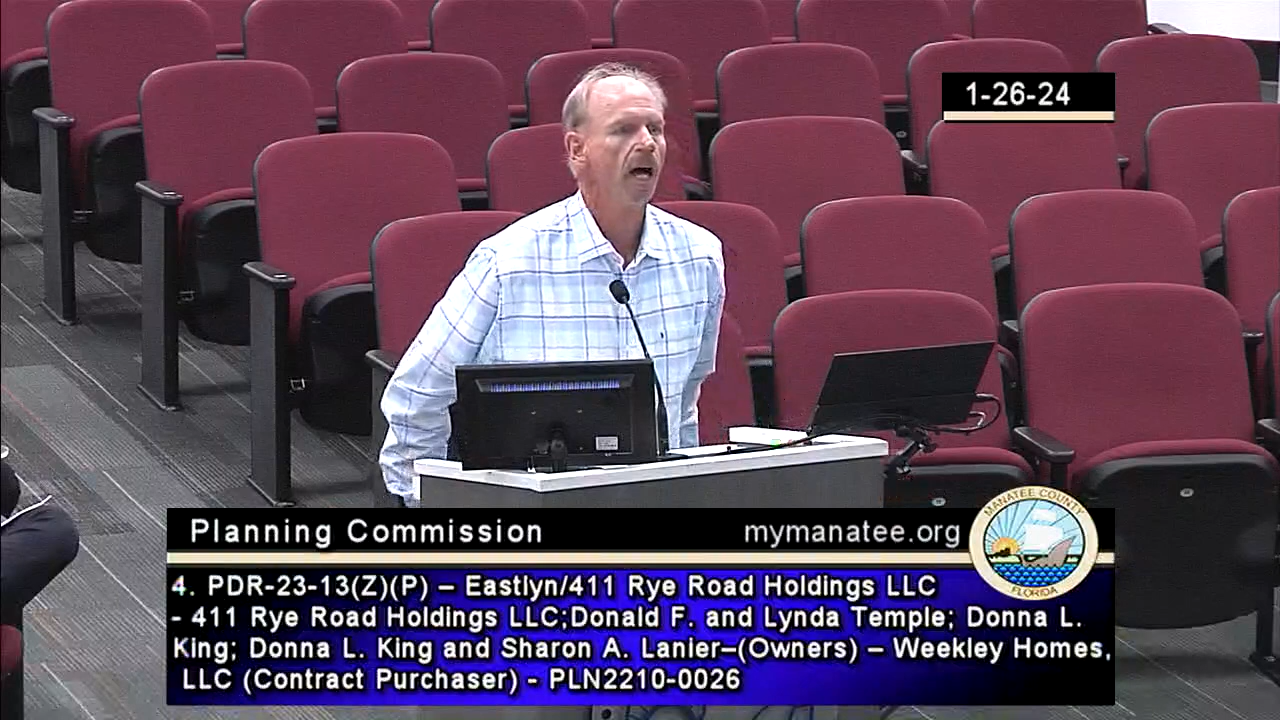 1-26-24
Planning Commission
mymanatee.org
MANATEE COUNTY
FLORIDA
4. PDR-23-13(Z)(P) – Eastlyn/411 Rye Road Holdings LLC
- 411 Rye Road Holdings LLC;Donald F. and Lynda Temple; Donna L.
King; Donna L. King and Sharon A. Lanier–(Owners) – Weekley Homes,
LLC (Contract Purchaser) - PLN2210-0026